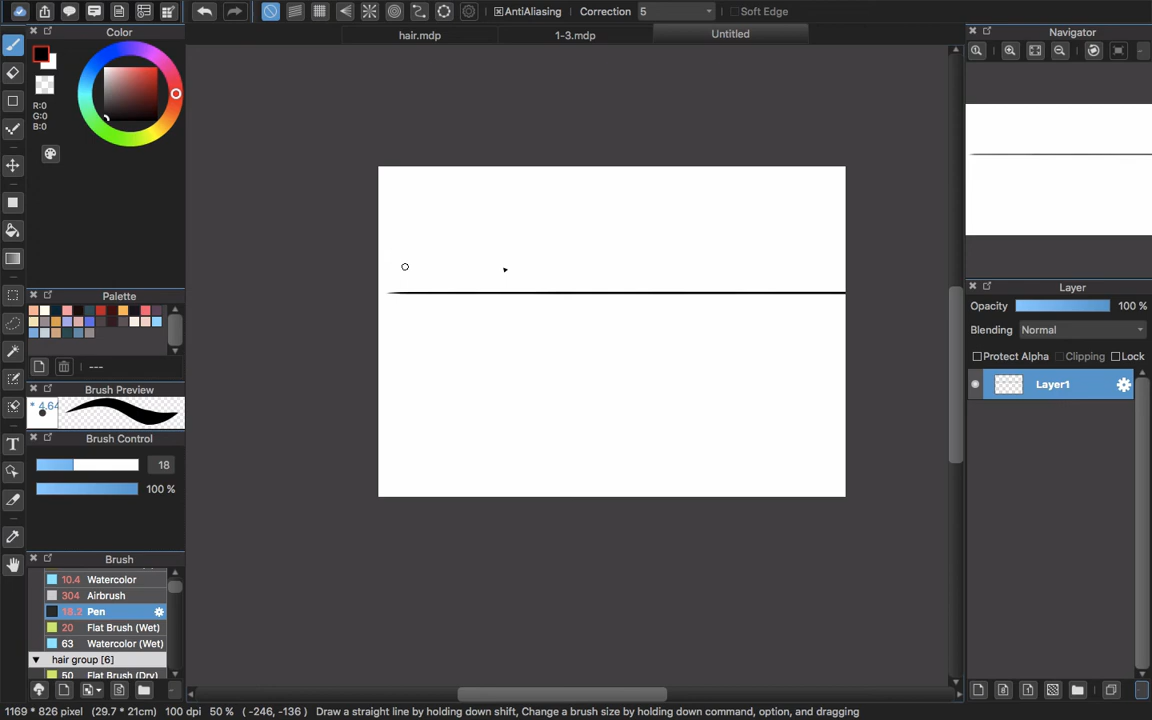 AntiAliasing Correction 5 Soft Edge
hair.mdp 1-3.mdp Untitled
Color
R:0
G:0
B:0
Palette
---
Brush Preview
* 4.64
Brush Control
18
100 %
Brush
10.4 Watercolor
304 Airbrush
18.2 Pen
20 Flat Brush (Wet)
63 Watercolor (Wet)
hair group [6]
50 Flat Brush (Dry)
Navigator
Layer
Opacity 100 %
Blending Normal
Protect Alpha Clipping Lock
Layer1
T
1169 * 826 pixel (29.7 * 21cm) 100 dpi 50 % ( -246, -136 ) Draw a straight line by holding down shift, Change a brush size by holding down command, option, and dragging